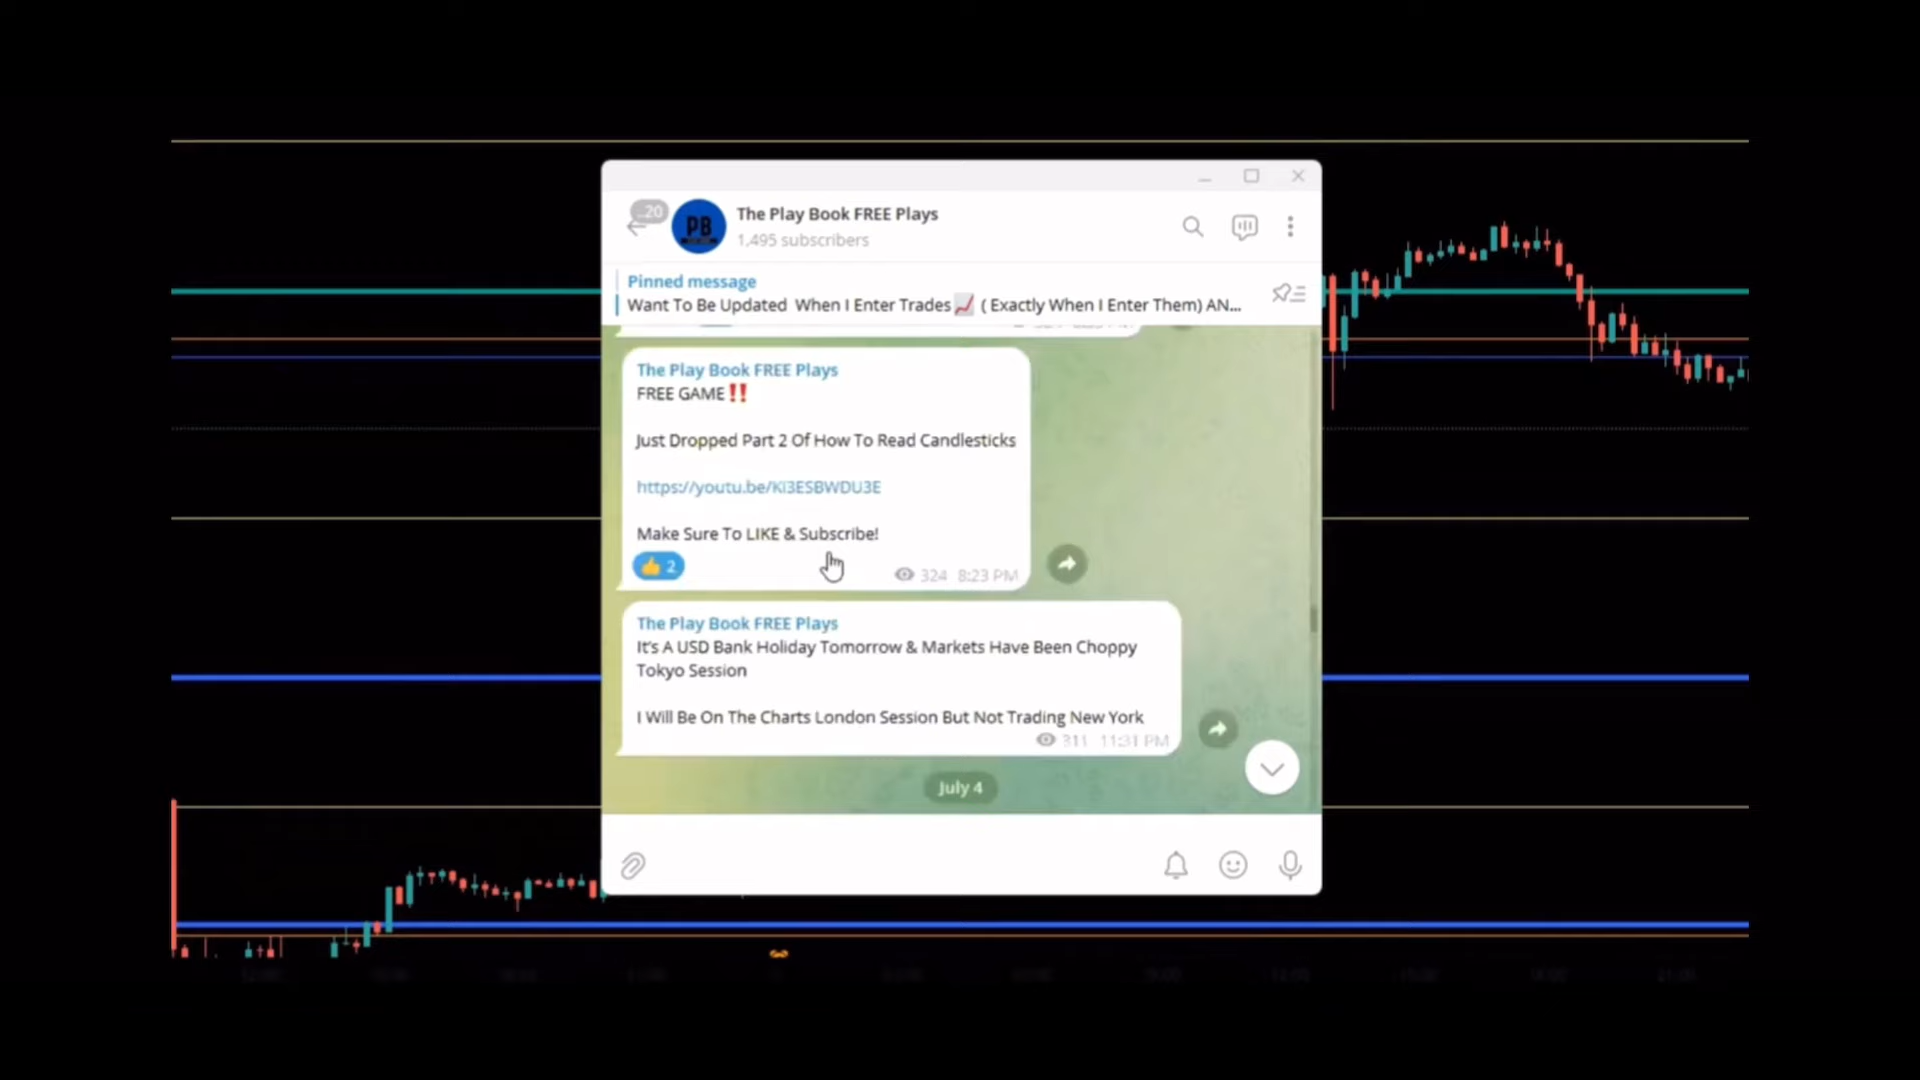 ..20
PB
The Play Book FREE Plays
1,495 subscribers
Pinned message
Want To Be Updated When I Enter Trades📈 ( Exactly When I Enter Them) AN...
The Play Book FREE Plays
FREE GAME‼️
Just Dropped Part 2 Of How To Read Candlesticks
https://youtu.be/Ki3ESBWDU3E
Make Sure To LIKE & Subscribe!
👍 2
324 8:23 PM
The Play Book FREE Plays
It's A USD Bank Holiday Tomorrow & Markets Have Been Choppy
Tokyo Session
I Will Be On The Charts London Session But Not Trading New York
311 11:31 PM
July 4